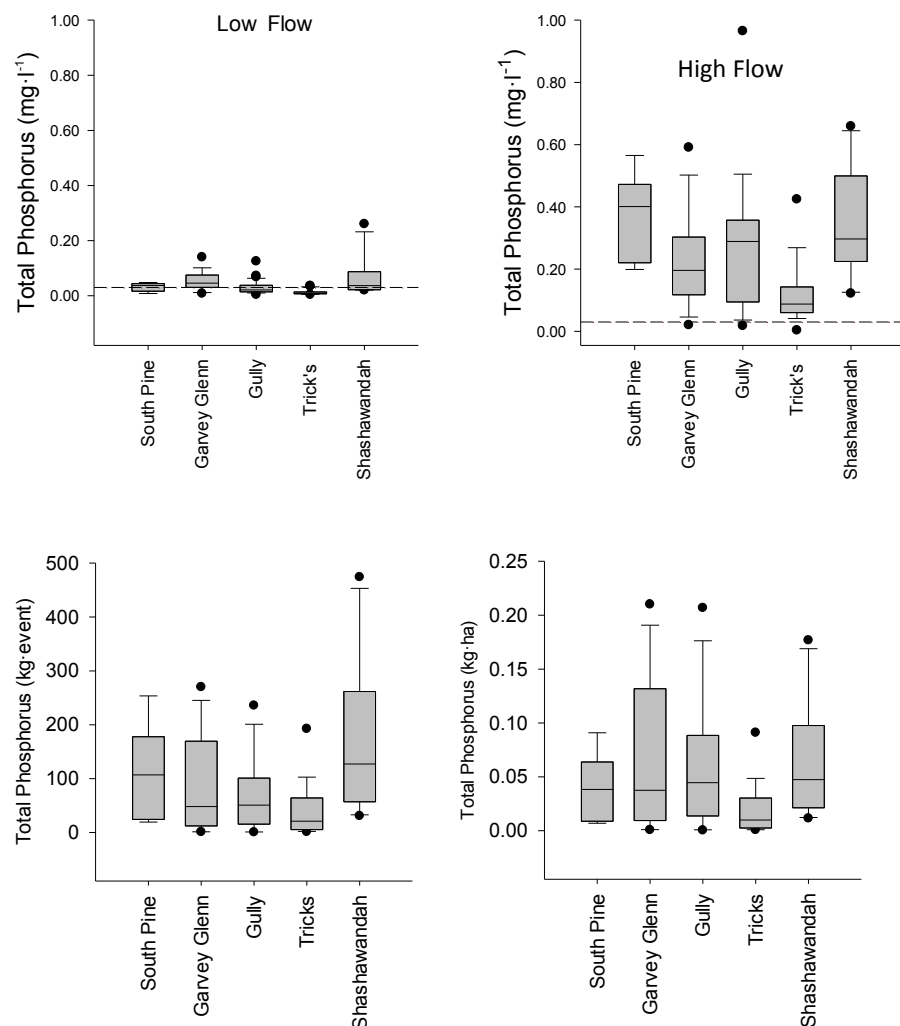 Low Flow
Total Phosphorus (mg·l-1)
1.00
0.80
0.60
0.40
0.20
0.00
South Pine
Garvey Glenn
Gully
Trick's
Shashawandah
High Flow
Total Phosphorus (mg·l-1)
1.00
0.80
0.60
0.40
0.20
0.00
South Pine
Garvey Glenn
Gully
Trick's
Shashawandah
Total Phosphorus (kg·event)
500
400
300
200
100
0
South Pine
Garvey Glenn
Gully
Tricks
Shashawandah
Total Phosphorus (kg·ha)
0.25
0.20
0.15
0.10
0.05
0.00
South Pine
Garvey Glenn
Gully
Tricks
Shashawandah